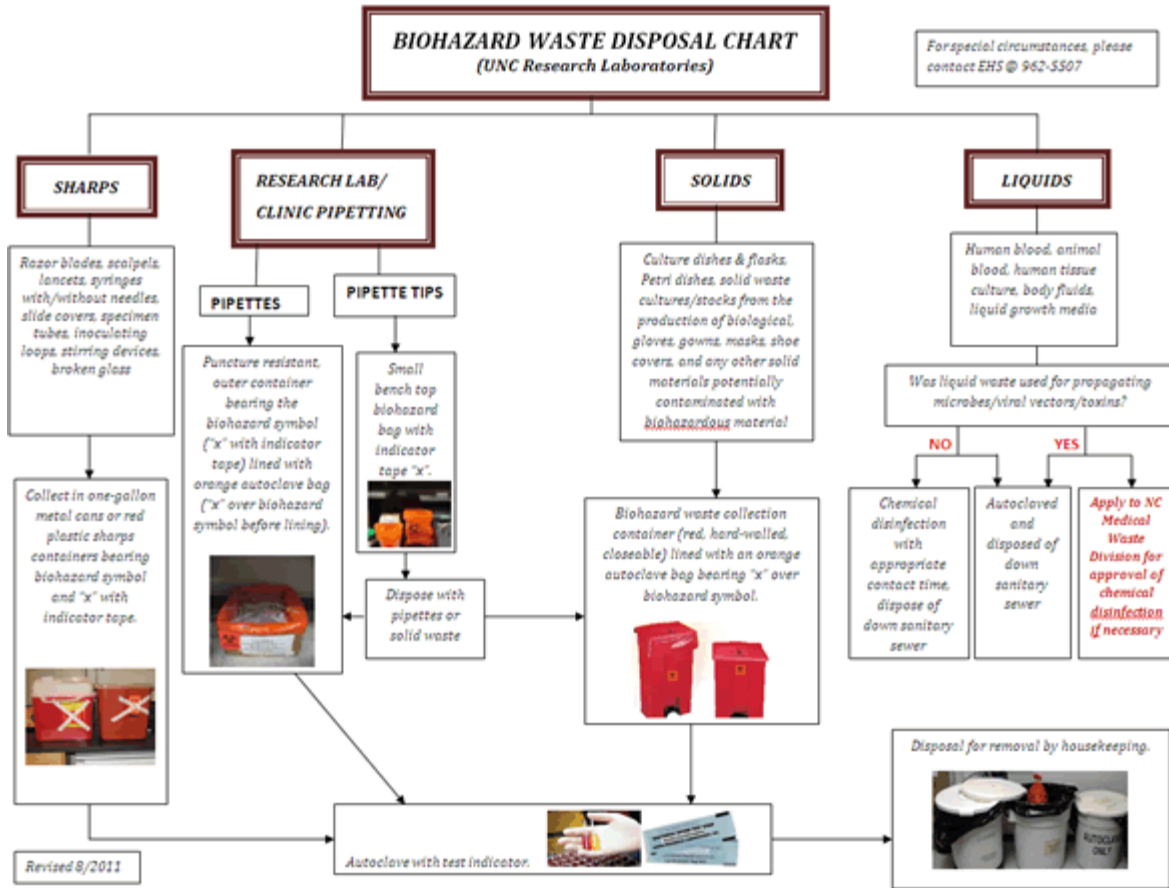 BIOHAZARD WASTE DISPOSAL CHART
(UNC Research Laboratories)
For special circumstances, please
contact EHS @ 962-5507
SHARPS
RESEARCH LAB/
CLINIC PIPETTING
SOLIDS
LIQUIDS
Razor blades, scalpels,
lancets, syringes
with/without needles,
slide covers, specimen
tubes, inoculating
loops, stirring devices,
broken glass
PIPETTES
PIPETTE TIPS
Culture dishes & flasks,
Petri dishes, solid waste
cultures/stocks from the
production of biological,
gloves, gowns, masks, shoe
covers, and any other solid
materials potentially
contaminated with
biohazardous material
Human blood, animal
blood, human tissue
culture, body fluids,
liquid growth media
Puncture resistant,
outer container
bearing the
biohazard symbol
("x" with indicator
tape) lined with
orange autoclave bag
("x" over biohazard
symbol before lining).
Small
bench top
biohazard
bag with
indicator
tape "x".
Was liquid waste used for propagating
microbes/viral vectors/toxins?
NO
YES
Collect in one-gallon
metal cans or red
plastic sharps
containers bearing
biohazard symbol
and "x" with
indicator tape.
Dispose with
pipettes or
solid waste
Biohazard waste collection
container (red, hard-walled,
closeable) lined with an orange
autoclave bag bearing "x" over
biohazard symbol.
Chemical
disinfection
with
appropriate
contact time,
dispose of
down sanitary
sewer
Autoclaved
and
disposed of
down
sanitary
sewer
Apply to NC
Medical
Waste
Division for
approval of
chemical
disinfection
if necessary
Autoclave with test indicator.
Disposal for removal by housekeeping.
AUTOCLAVE
ONLY
Revised 8/2011